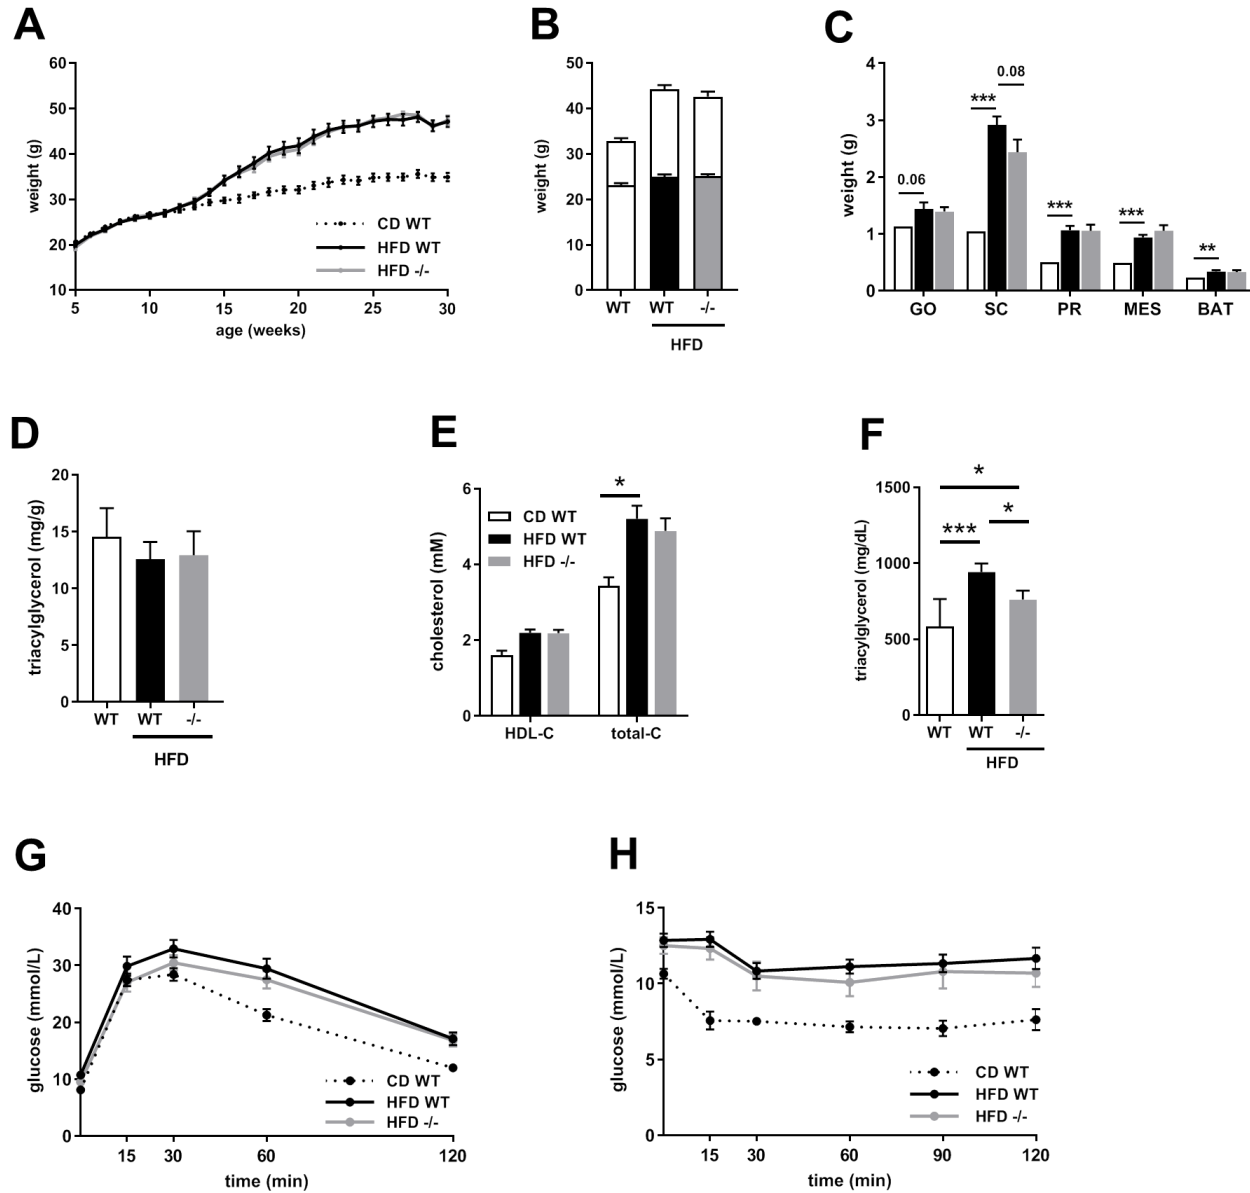 A
60
50
40
30
20
10
weight (g)
5
10
15
20
25
30
age (weeks)
CD WT
HFD WT
HFD -/-
B
50
40
30
20
10
0
weight (g)
WT
WT
-/-
HFD
C
4
3
2
1
0
weight (g)
0.06
***
0.08
***
***
**
GO
SC
PR
MES
BAT
D
20
15
10
5
0
triacylglycerol (mg/g)
WT
WT
-/-
HFD
E
6
4
2
0
cholesterol (mM)
CD WT
HFD WT
HFD -/-
*
HDL-C
total-C
F
1500
1000
500
0
triacylglycerol (mg/dL)
*
*
***
WT
WT
-/-
HFD
G
40
30
20
10
0
glucose (mmol/L)
CD WT
HFD WT
HFD -/-
15
30
60
120
time (min)
H
15
10
5
0
glucose (mmol/L)
CD WT
HFD WT
HFD -/-
15
30
60
90
120
time (min)